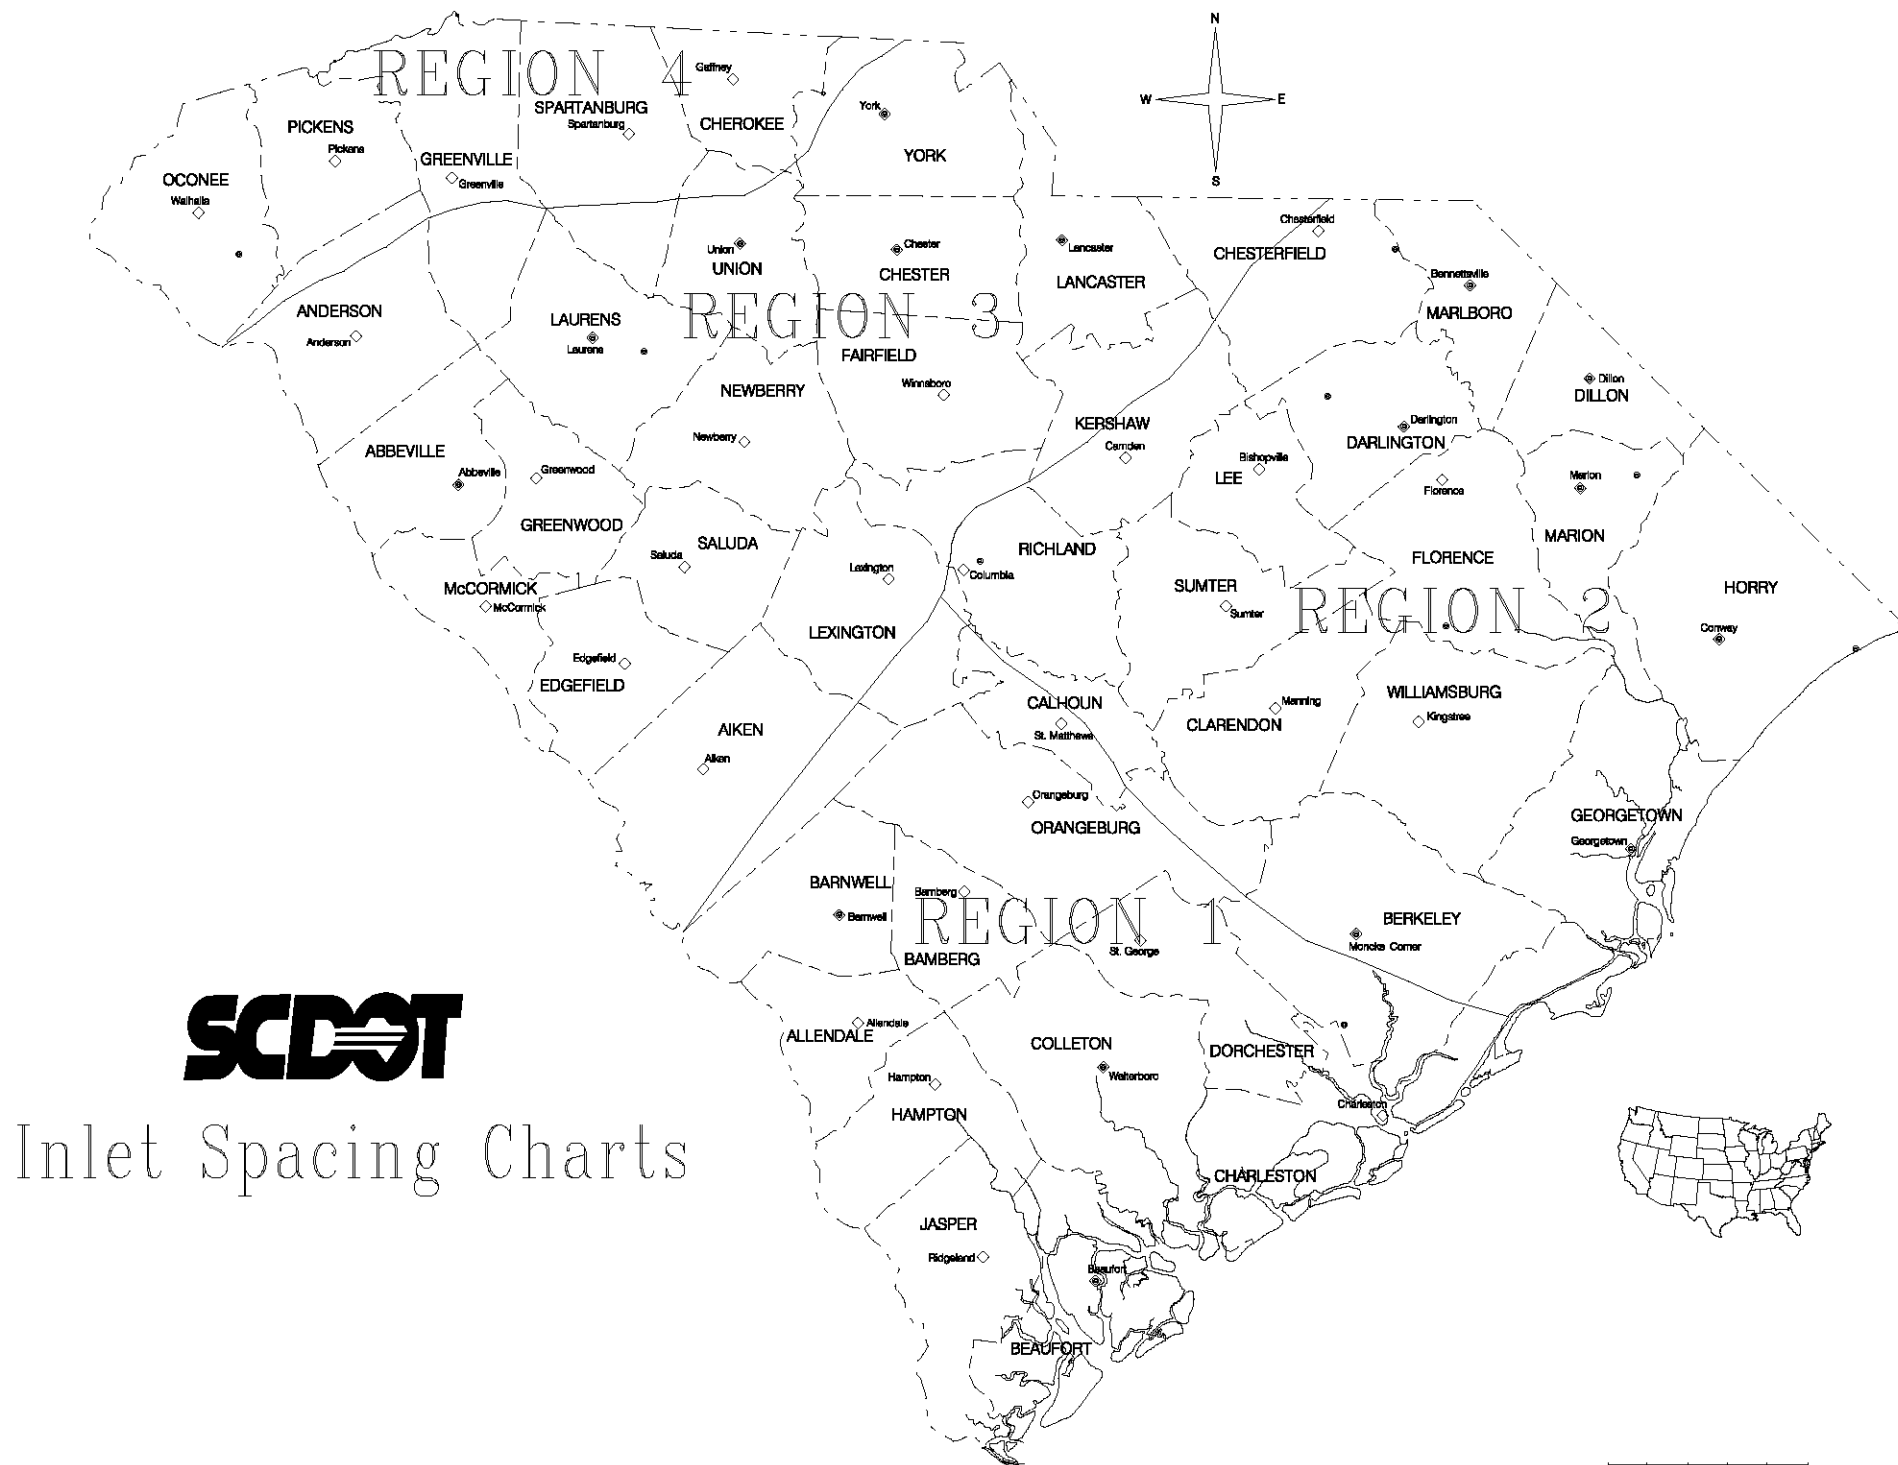 N
W E
S
REGION 4
Gaffney
SPARTANBURG
Spartanburg
CHEROKEE
York
YORK
PICKENS
Pickens
GREENVILLE
Greenville
OCONEE
Walhalla
Chesterfield
CHESTERFIELD
Union
UNION
Chester
CHESTER
Lancaster
LANCASTER
Bennettsville
MARLBORO
ANDERSON
Anderson
LAURENS
Laurens
REGION 3
FAIRFIELD
Winnsboro
NEWBERRY
Newberry
Dillon
DILLON
KERSHAW
Camden
Darlington
DARLINGTON
ABBEVILLE
Abbeville
Greenwood
GREENWOOD
Bishopville
LEE
Florence
FLORENCE
Marion
MARION
SALUDA
Saluda
Lexington
LEXINGTON
RICHLAND
Columbia
McCORMICK
McCormick
SUMTER
Sumter
REGION 2
HORRY
Conway
Edgefield
EDGEFIELD
CALHOUN
St. Matthews
Manning
CLARENDON
WILLIAMSBURG
Kingstree
AIKEN
Aiken
Orangeburg
ORANGEBURG
GEORGETOWN
Georgetown
BARNWELL
Barnwell
Bamberg
BAMBERG
REGION 1
St. George
BERKELEY
Moncks Corner
SCDOT
Inlet Spacing Charts
Allendale
ALLENDALE
COLLETON
Walterboro
DORCHESTER
Hampton
HAMPTON
Charleston
CHARLESTON
JASPER
Ridgeland
Beaufort
BEAUFORT